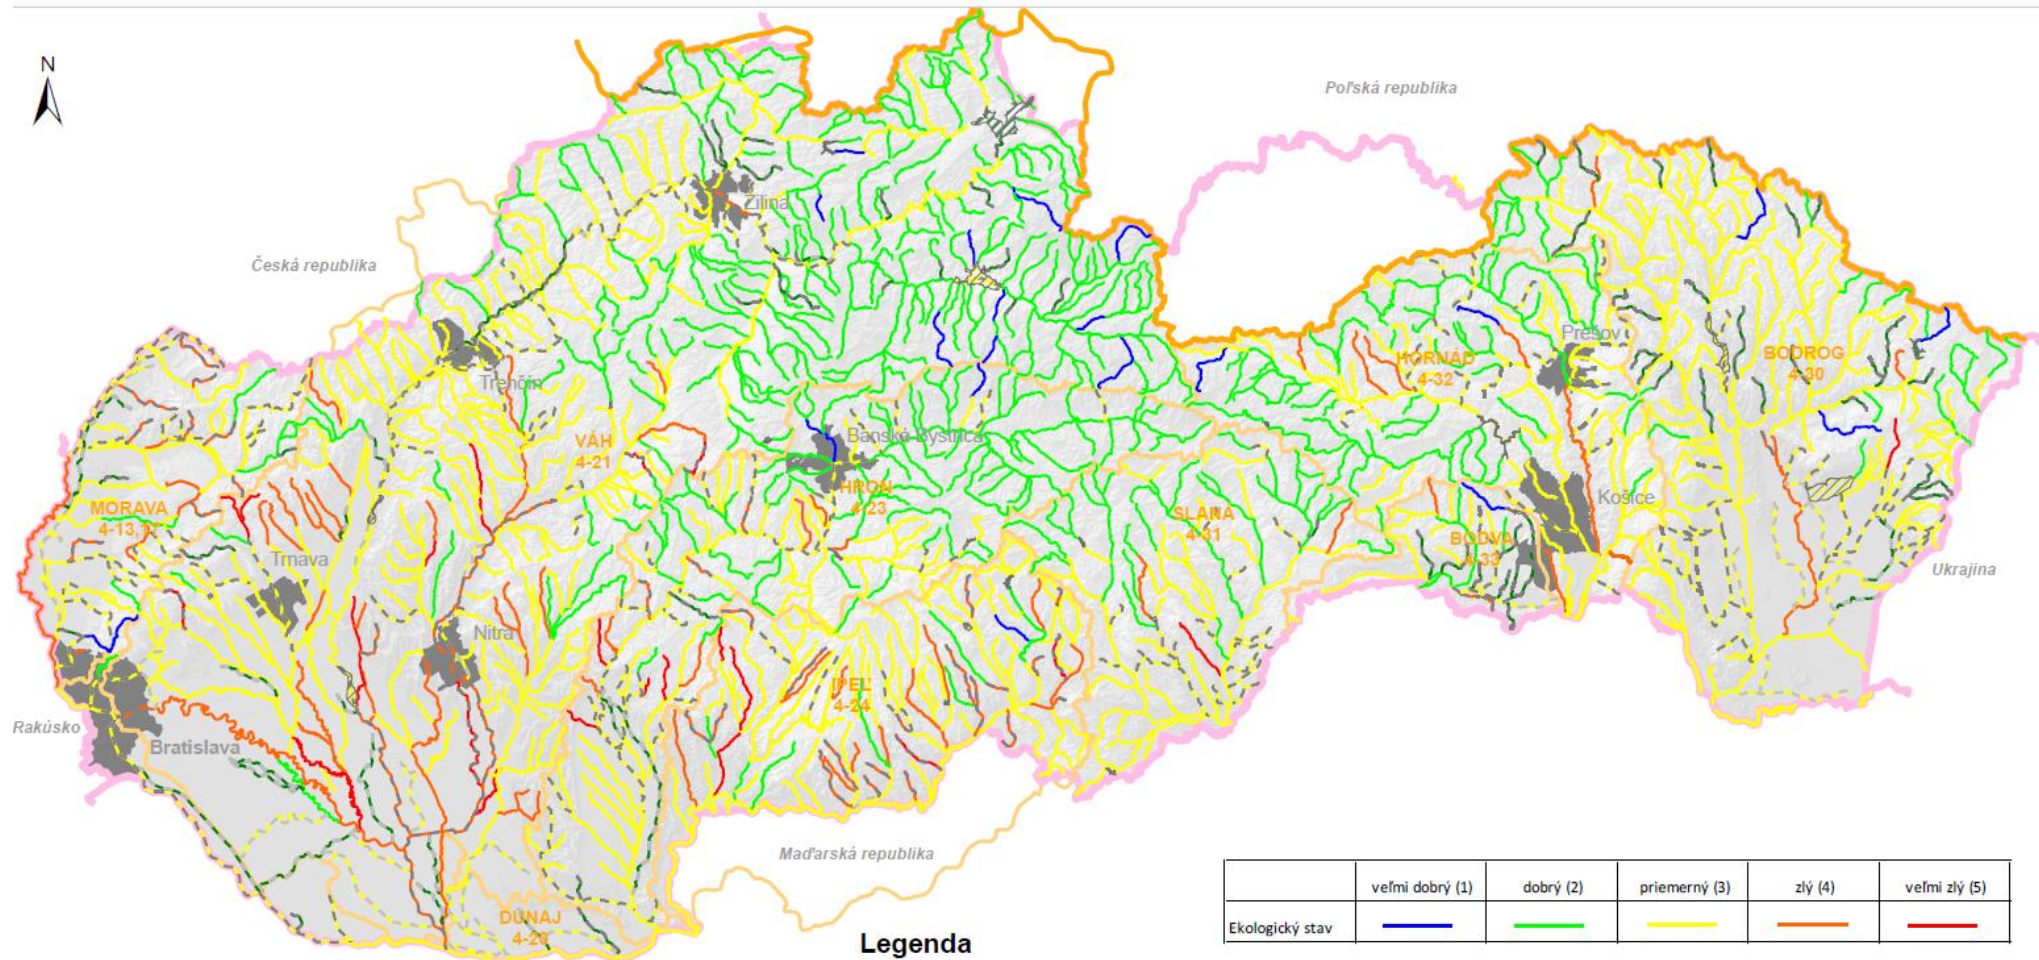 N
Poľská republika
Žilina
Česká republika
Prešov
HORNÁD
4-32
BODROG
4-30
Trenčín
VÁH
4-21
Banská Bystrica
HRON
4-23
Košice
MORAVA
4-13,17
SLANÁ
4-31
BODVA
4-33
Trnava
Ukrajina
Nitra
IPEĽ
4-24
Rakúsko
Bratislava
Maďarská republika
DUNAJ
4-20
Legenda
veľmi dobrý (1) dobrý (2) priemerný (3) zlý (4) veľmi zlý (5)
Ekologický stav